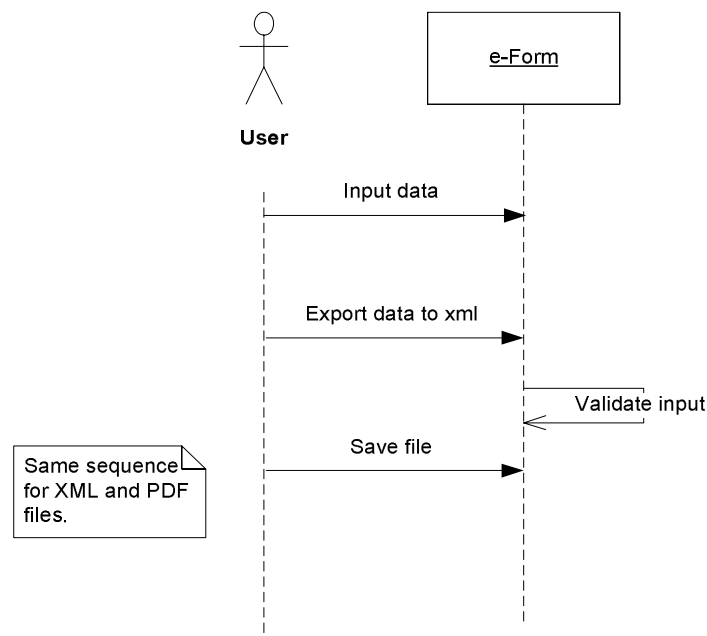 e-Form
User
Input data
Export data to xml
Validate input
Save file
Same sequence
for XML and PDF
files.